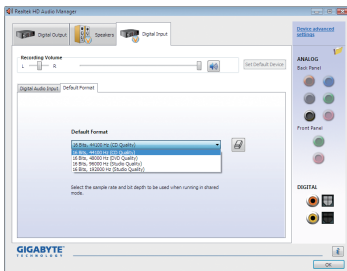 Realtek HD Audio Manager
Digital Output
Speakers
Digital Input
Device advanced
settings
Recording Volume
L
R
Set Default Device
ANALOG
Back Panel
Digital Audio Input
Default Format
Default Format
16 Bits, 44100 Hz (CD Quality)
16 Bits, 44100 Hz (CD Quality)
16 Bits, 48000 Hz (DVD Quality)
16 Bits, 96000 Hz (Studio Quality)
16 Bits, 192000 Hz (Studio Quality)
Front Panel
Select the sample rate and bit depth to be used when running in shared
mode.
DIGITAL
GIGABYTE
TECHNOLOGY
i
OK